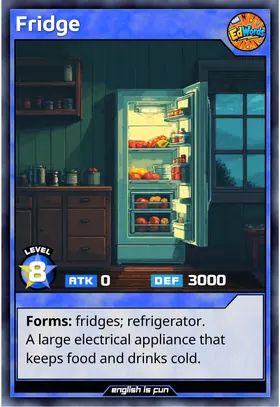 Fridge
EdWords
LEVEL
8
ATK 0 DEF 3000
Forms: fridges; refrigerator.
A large electrical appliance that
keeps food and drinks cold.
english is fun